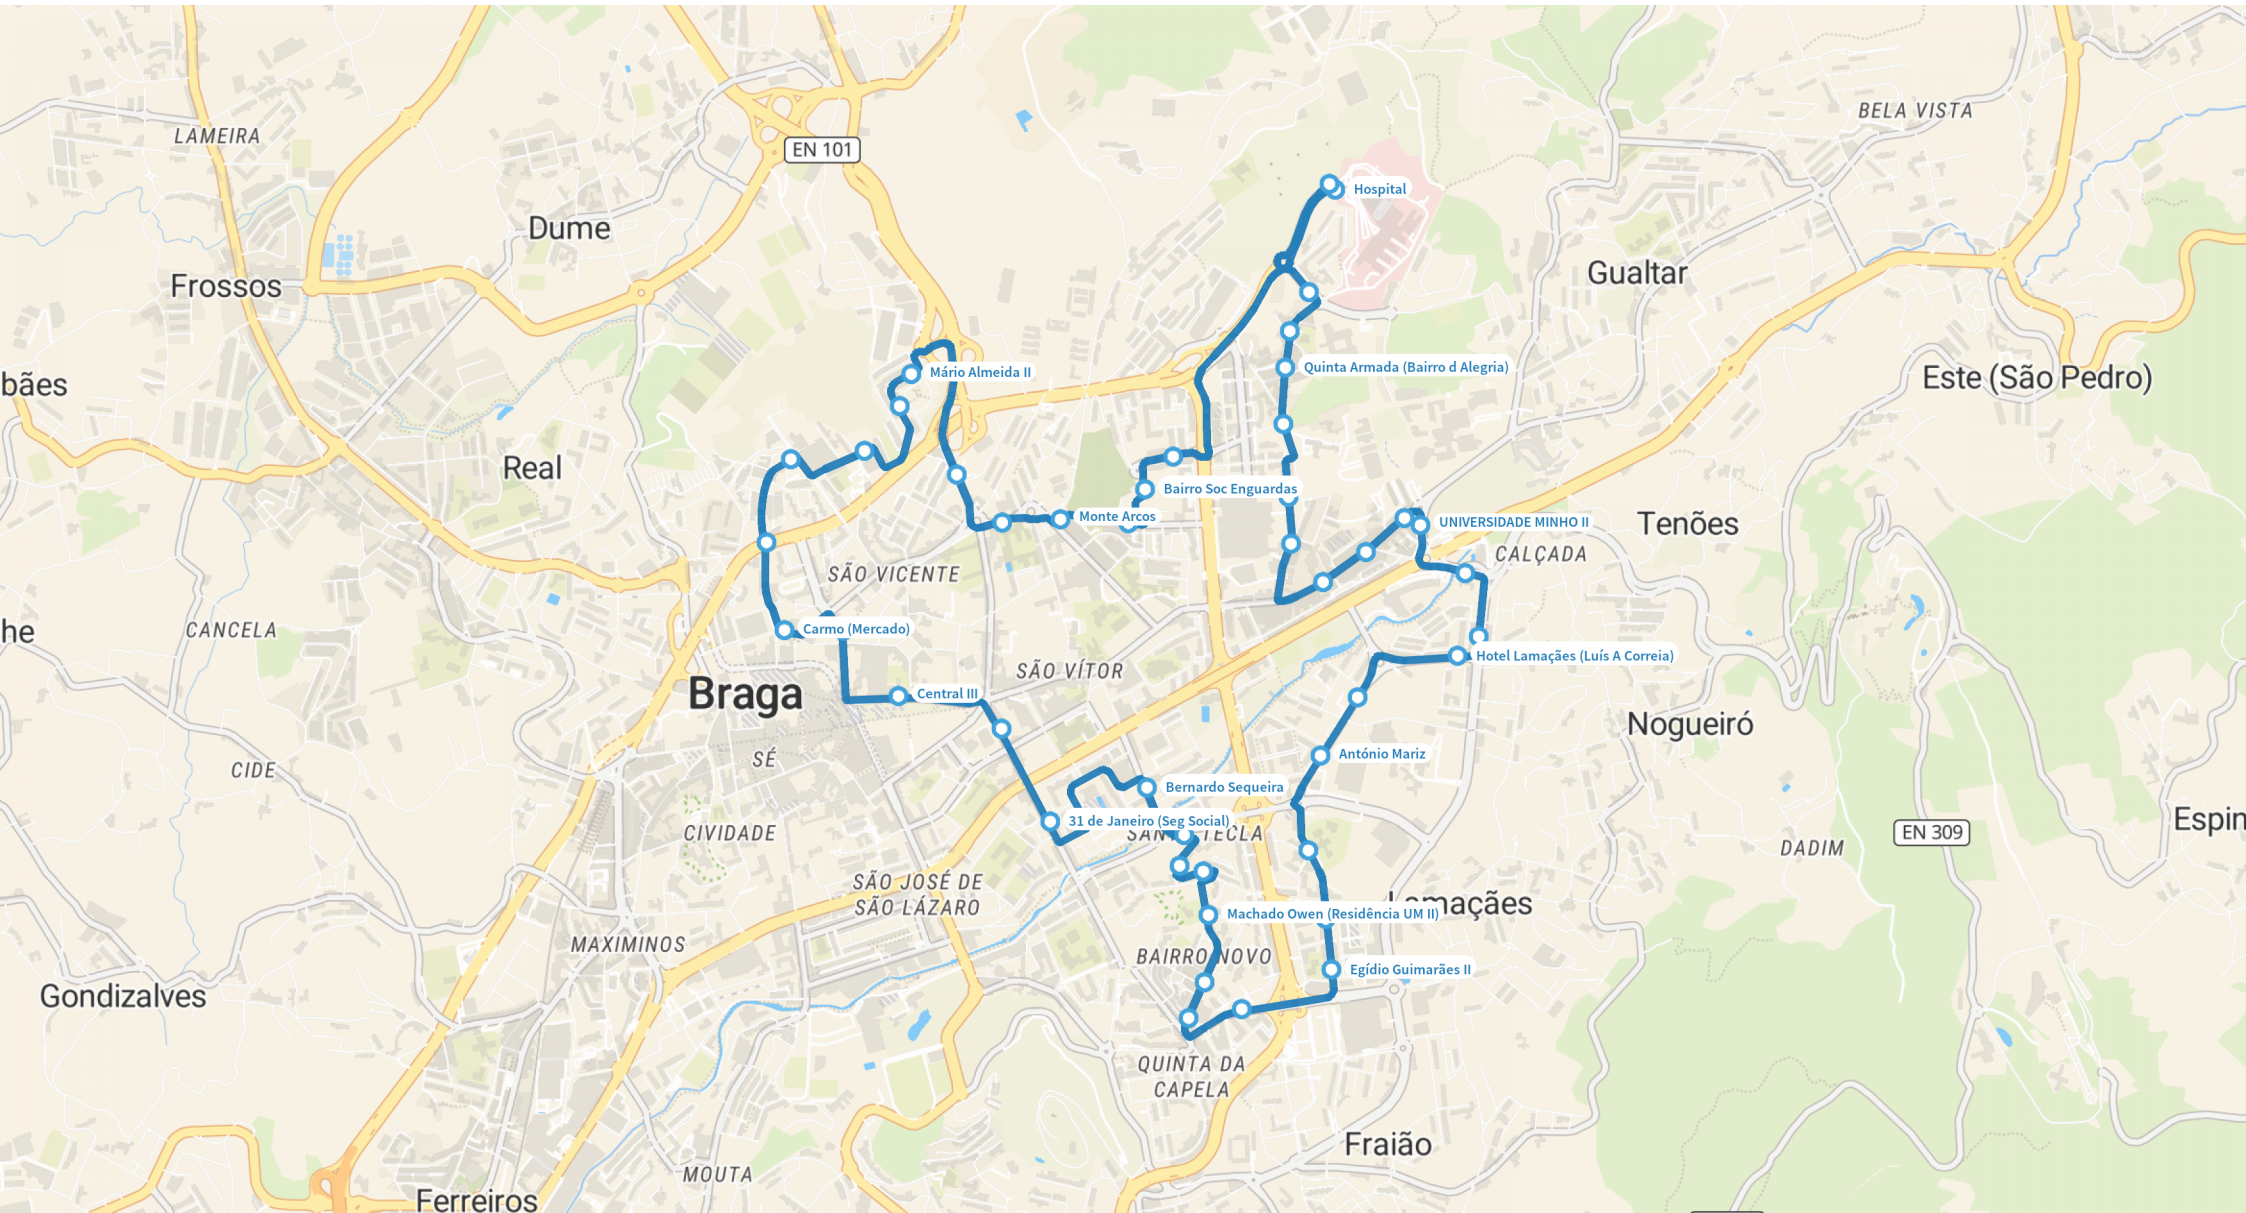 BELA VISTA
LAMEIRA
EN 101
Hospital
Dume
Gualtar
Frossos
Quinta Armada (Bairro d Alegria)
Mário Almeida II
bães
Este (São Pedro)
Real
Bairro Soc Enguardas
Monte Arcos
UNIVERSIDADE MINHO II
Tenões
CALÇADA
SÃO VICENTE
he
CANCELA
Carmo (Mercado)
Hotel Lamaçães (Luís A Correia)
SÃO VÍTOR
Braga
Central III
Nogueiró
SÉ
António Mariz
CIDE
Bernardo Sequeira
31 de Janeiro (Seg Social)
Espin
CIVIDADE
SANTA TECLA
EN 309
DADIM
SÃO JOSÉ DE
SÃO LÁZARO
Lamaçães
Machado Owen (Residência UM II)
MAXIMINOS
BAIRRO NOVO
Egídio Guimarães II
Gondizalves
QUINTA DA
CAPELA
Fraião
MOUTA
Ferreiros